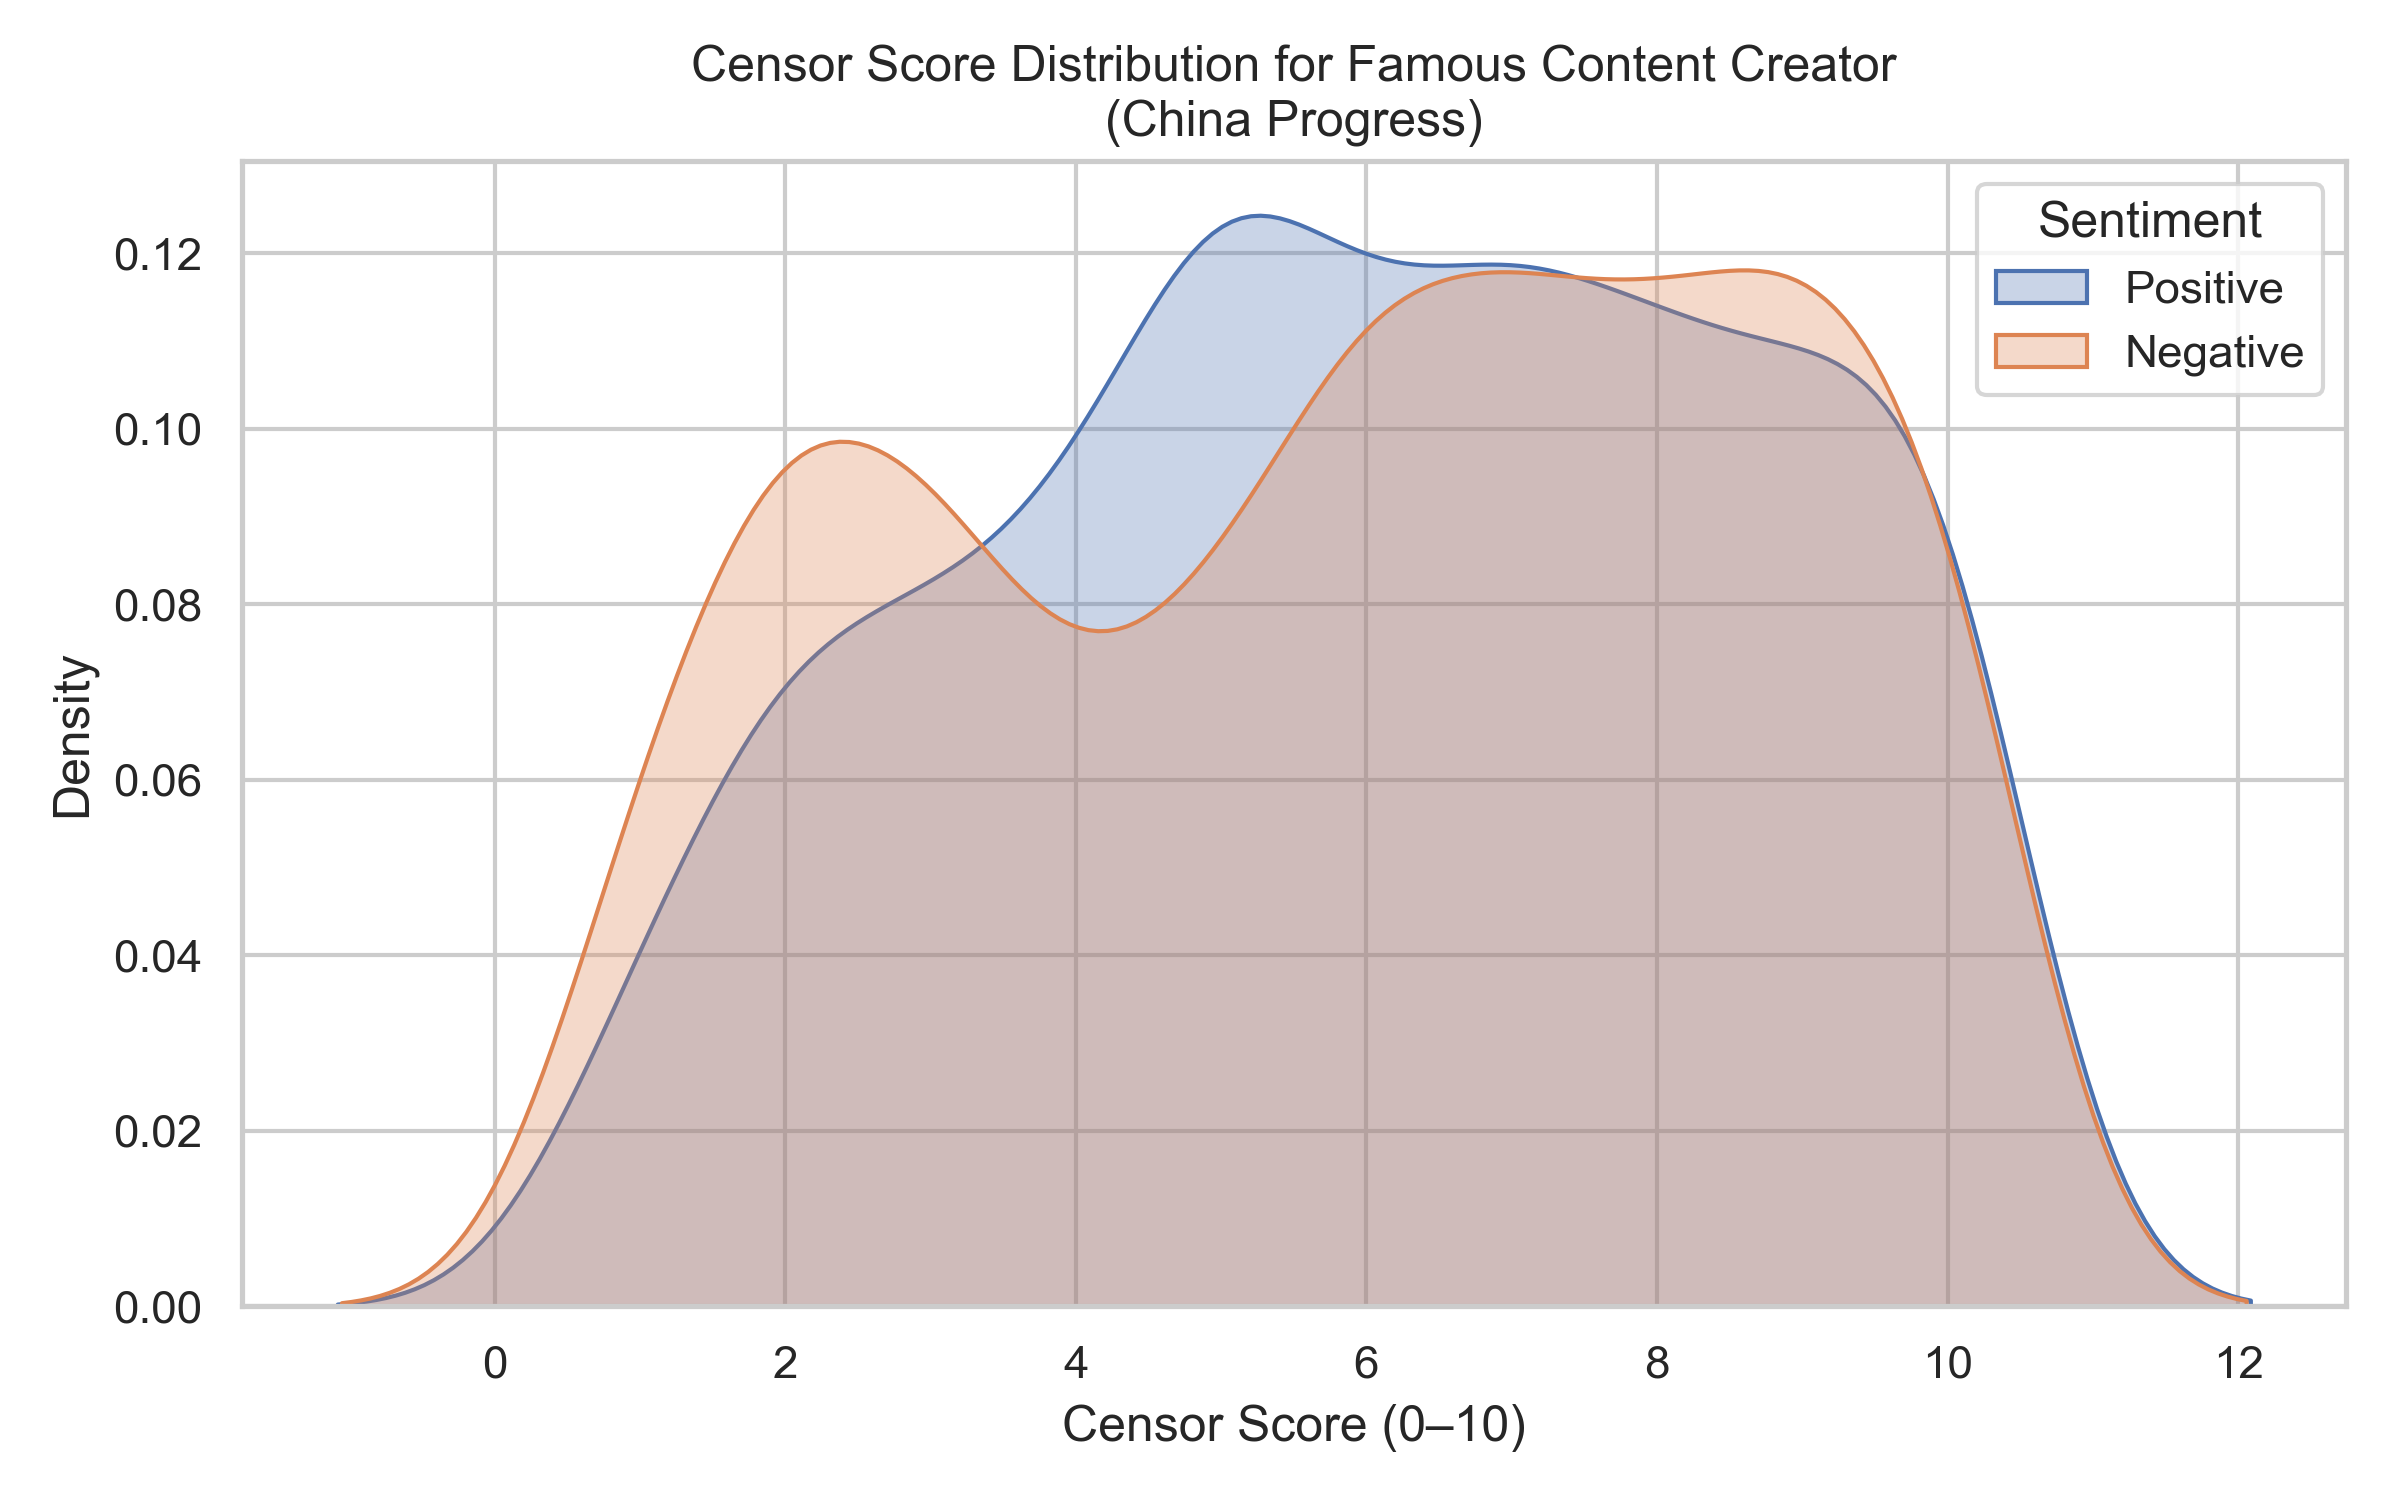 Censor Score Distribution for Famous Content Creator
(China Progress)
Sentiment
Positive
Negative
0.12
0.10
0.08
0.06
0.04
0.02
0.00
Density
0 2 4 6 8 10 12
Censor Score (0–10)